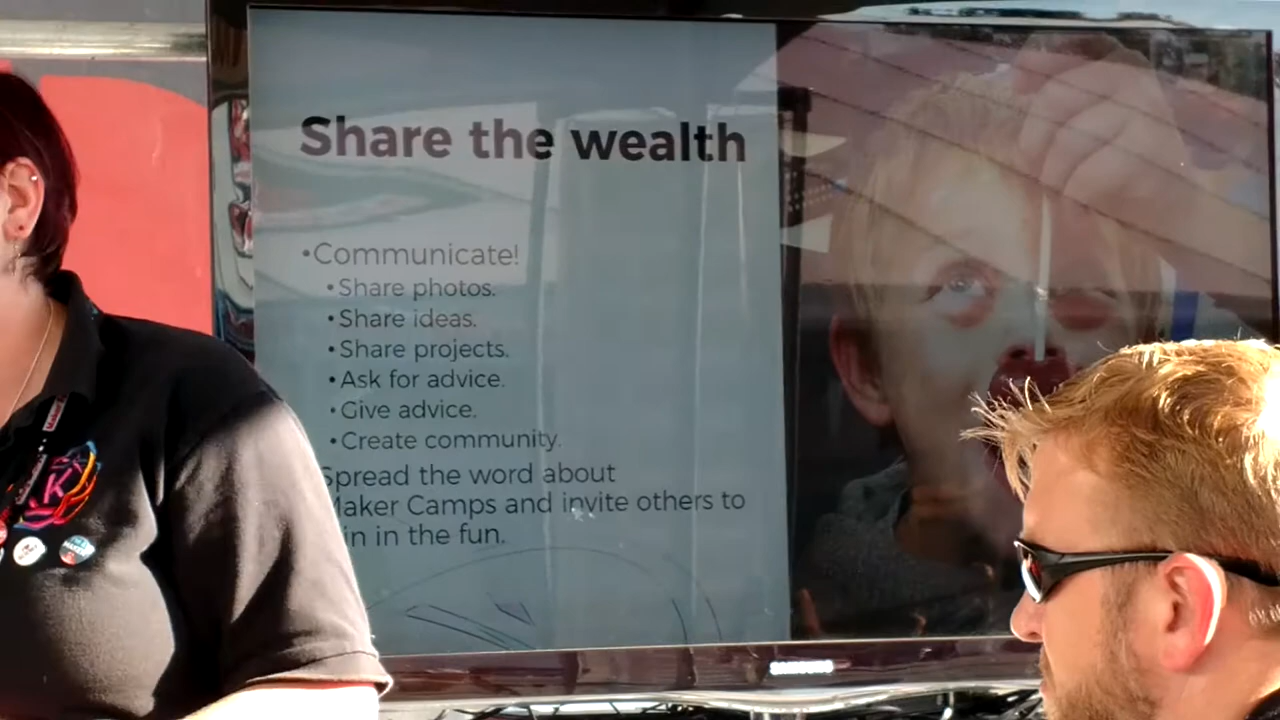 Share the wealth
•Communicate!
•Share photos.
•Share ideas.
•Share projects.
•Ask for advice.
•Give advice.
•Create community.
Spread the word about
Maker Camps and invite others to
in in the fun.
K